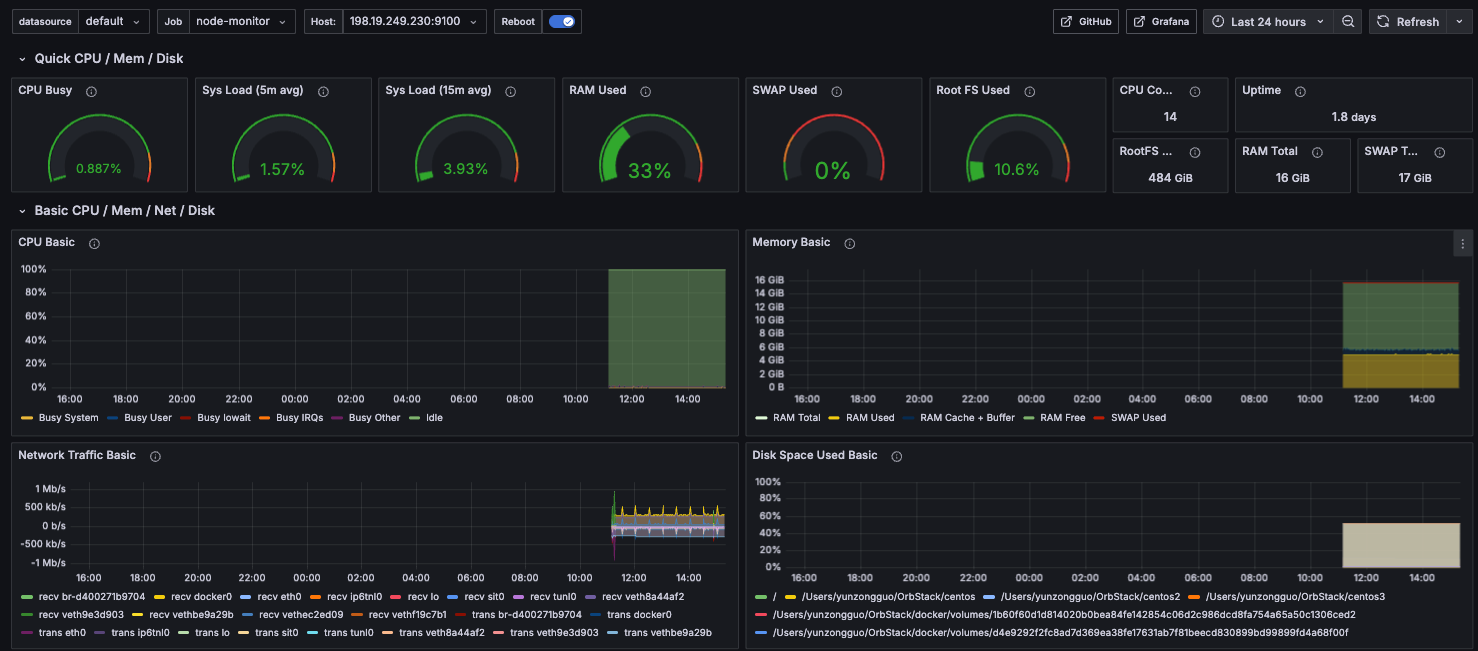 datasource default Job node-monitor Host: 198.19.249.230:9100 Reboot GitHub Grafana Last 24 hours Refresh
Quick CPU / Mem / Disk
CPU Busy Sys Load (5m avg) Sys Load (15m avg) RAM Used SWAP Used Root FS Used CPU Co... Uptime
14 1.8 days
RootFS ... RAM Total SWAP T...
0.887% 1.57% 3.93% 33% 0% 10.6% 484 GiB 16 GiB 17 GiB
Basic CPU / Mem / Net / Disk
CPU Basic
100%
80%
60%
40%
20%
0%
16:00 18:00 20:00 22:00 00:00 02:00 04:00 06:00 08:00 10:00 12:00 14:00
Busy System Busy User Busy Iowait Busy IRQs Busy Other Idle
Memory Basic
16 GiB
14 GiB
12 GiB
10 GiB
8 GiB
6 GiB
4 GiB
2 GiB
0 B
16:00 18:00 20:00 22:00 00:00 02:00 04:00 06:00 08:00 10:00 12:00 14:00
RAM Total RAM Used RAM Cache + Buffer RAM Free SWAP Used
Network Traffic Basic
1 Mb/s
500 kb/s
0 b/s
-500 kb/s
-1 Mb/s
16:00 18:00 20:00 22:00 00:00 02:00 04:00 06:00 08:00 10:00 12:00 14:00
recv br-d400271b9704 recv docker0 recv eth0 recv ip6tnl0 recv lo recv sit0 recv tunl0 recv veth8a44af2
recv veth9e3d903 recv vethbe9a29b recv vethec2ed09 recv vethf19c7b1 trans br-d400271b9704 trans docker0
trans eth0 trans ip6tnl0 trans lo trans sit0 trans tunl0 trans veth8a44af2 trans veth9e3d903 trans vethbe9a29b
Disk Space Used Basic
100%
80%
60%
40%
20%
0%
16:00 18:00 20:00 22:00 00:00 02:00 04:00 06:00 08:00 10:00 12:00 14:00
/ /Users/yunzongguo/OrbStack/centos /Users/yunzongguo/OrbStack/centos2 /Users/yunzongguo/OrbStack/centos3
/Users/yunzongguo/OrbStack/docker/volumes/1b60f60d1d814020b0bea84fe142854c06d2c986dcd8fa754a65a50c1306ced2
/Users/yunzongguo/OrbStack/docker/volumes/d4e9292f2fc8ad7d369ea38fe17631ab7f81beecd830899bd99899fd4a68f00f